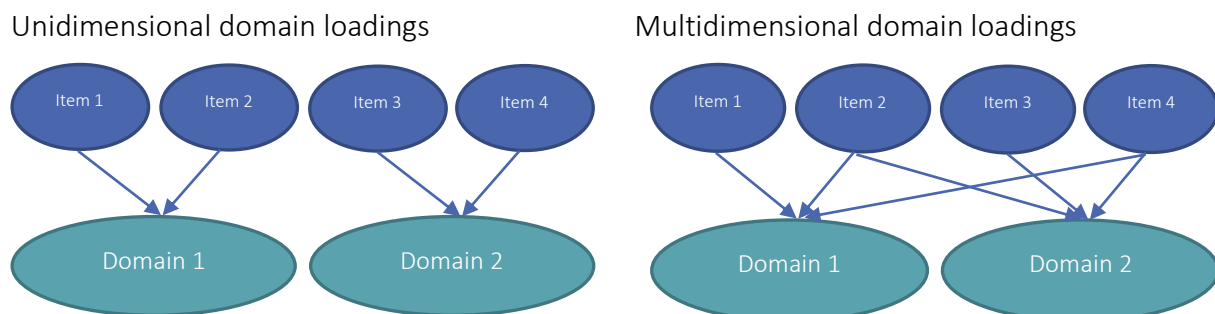 Unidimensional domain loadings
Item 1
Item 2
Item 3
Item 4
Domain 1
Domain 2
Multidimensional domain loadings
Item 1
Item 2
Item 3
Item 4
Domain 1
Domain 2